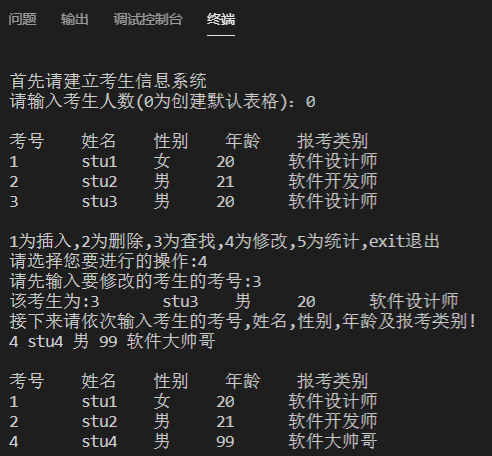 问题 输出 调试控制台 终端
首先请建立考生信息系统
请输入考生人数(0为创建默认表格): 0
考号 姓名 性别 年龄 报考类别
1 stu1 女 20 软件设计师
2 stu2 男 21 软件开发师
3 stu3 男 20 软件设计师
1为插入,2为删除,3为查找,4为修改,5为统计,exit退出
请选择您要进行的操作:4
请先输入要修改的考生的考号:3
该考生为:3 stu3 男 20 软件设计师
接下来请依次输入考生的考号,姓名,性别,年龄及报考类别!
4 stu4 男 99 软件大帅哥
考号 姓名 性别 年龄 报考类别
1 stu1 女 20 软件设计师
2 stu2 男 21 软件开发师
4 stu4 男 99 软件大帅哥